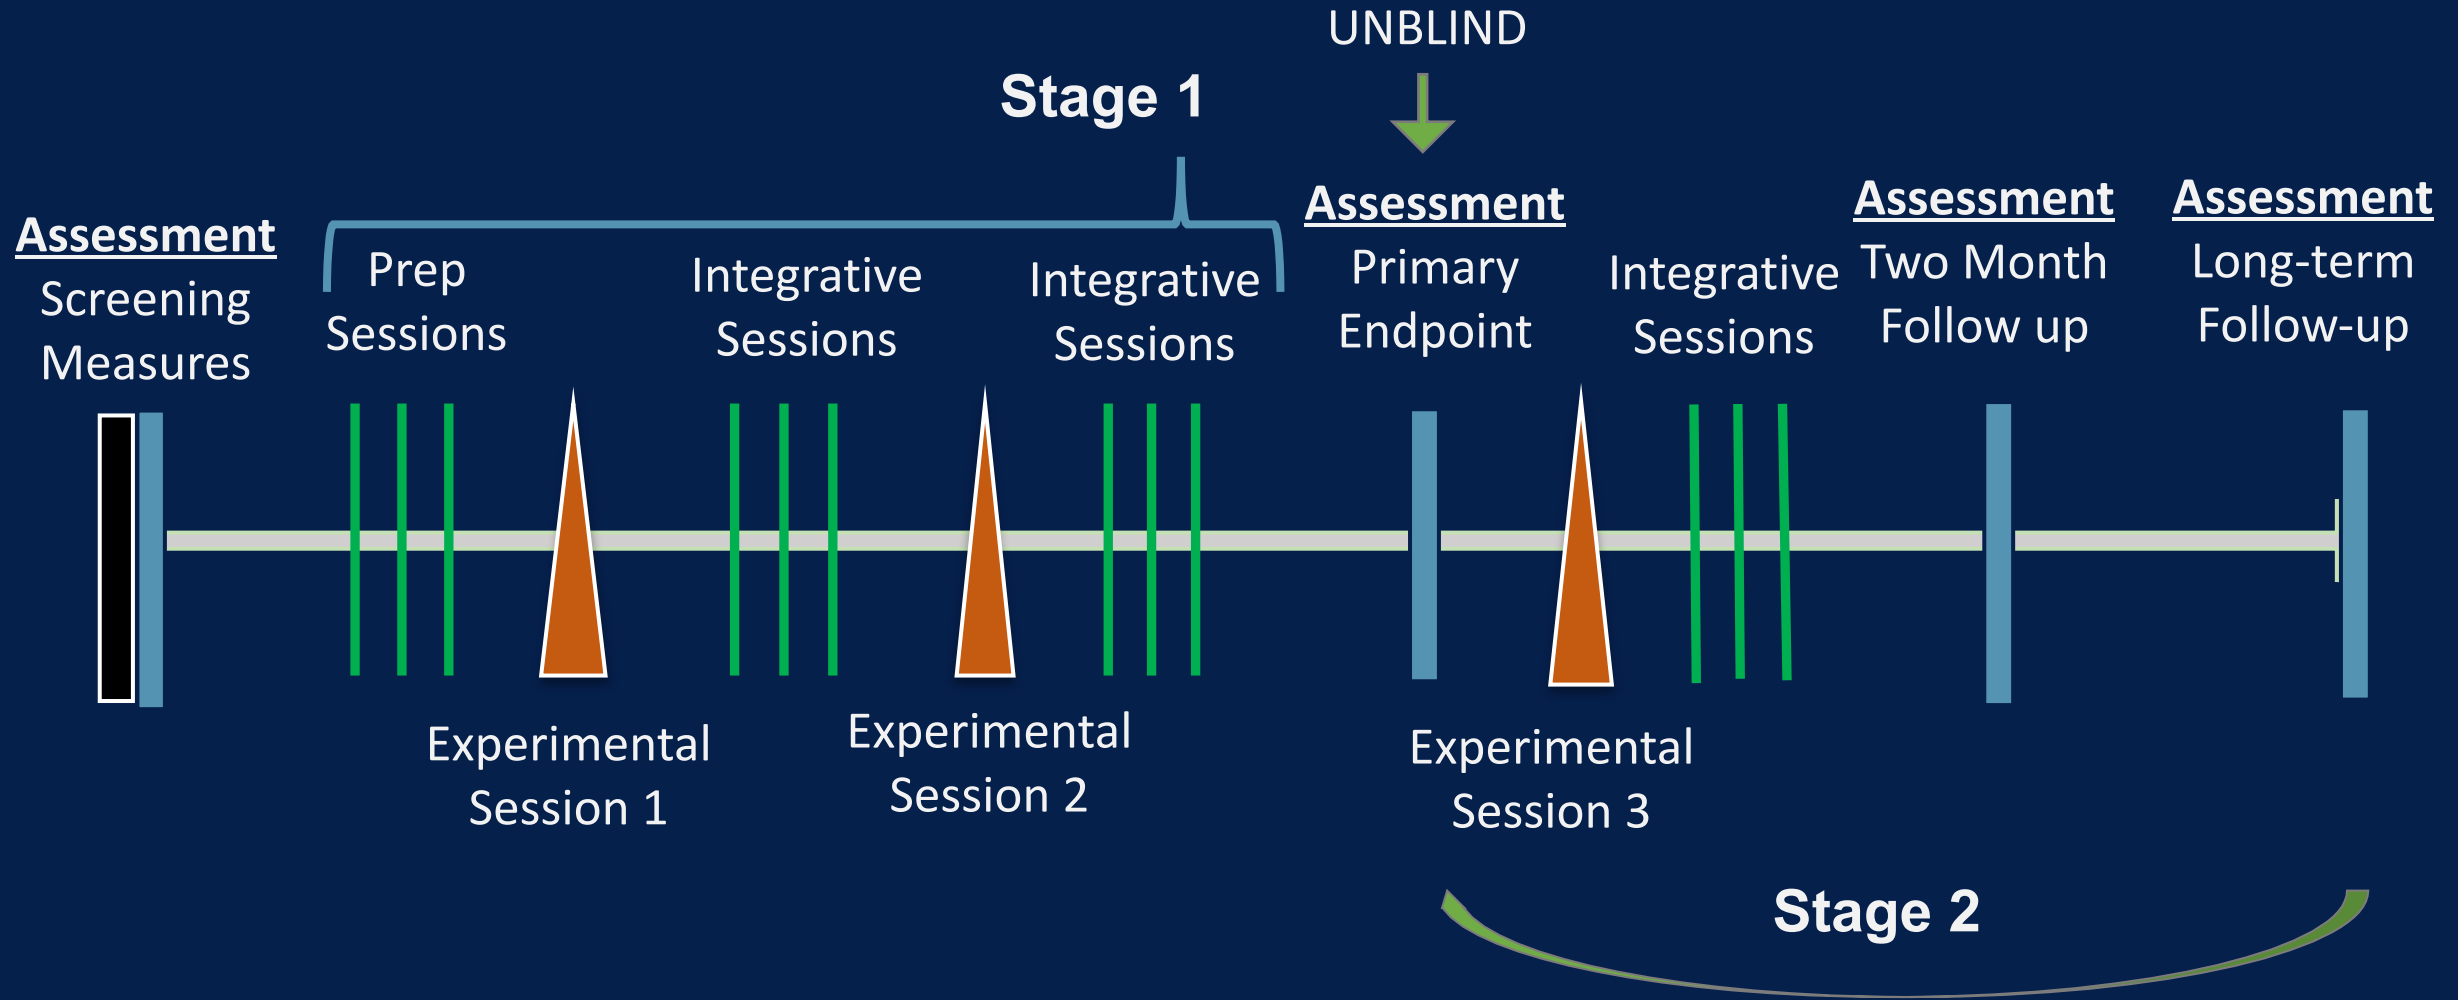 UNBLIND
Stage 1
Assessment
Screening
Measures
Prep
Sessions
Integrative
Sessions
Integrative
Sessions
Assessment
Primary
Endpoint
Integrative
Sessions
Assessment
Two Month
Follow up
Assessment
Long-term
Follow-up
Experimental
Session 1
Experimental
Session 2
Experimental
Session 3
Stage 2